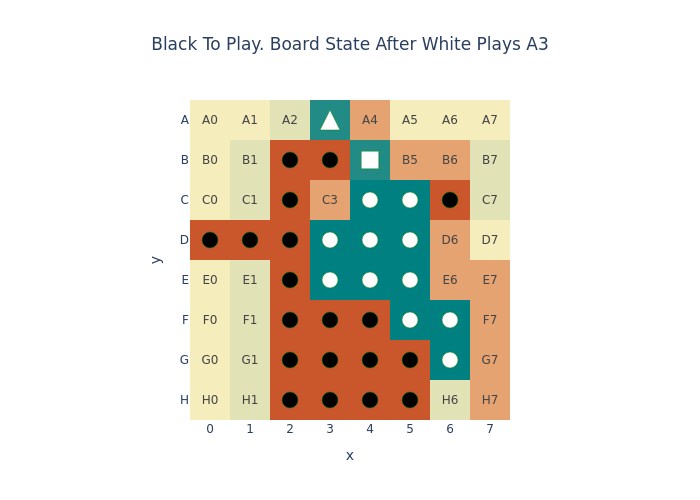 Black To Play. Board State After White Plays A3
A A0 A1 A2 A4 A5 A6 A7
B B0 B1 B5 B6 B7
C C0 C1 C3 C7
D D6 D7
E E0 E1 E6 E7
F F0 F1 F7
G G0 G1 G7
H H0 H1 H6 H7
0 1 2 3 4 5 6 7
x
y